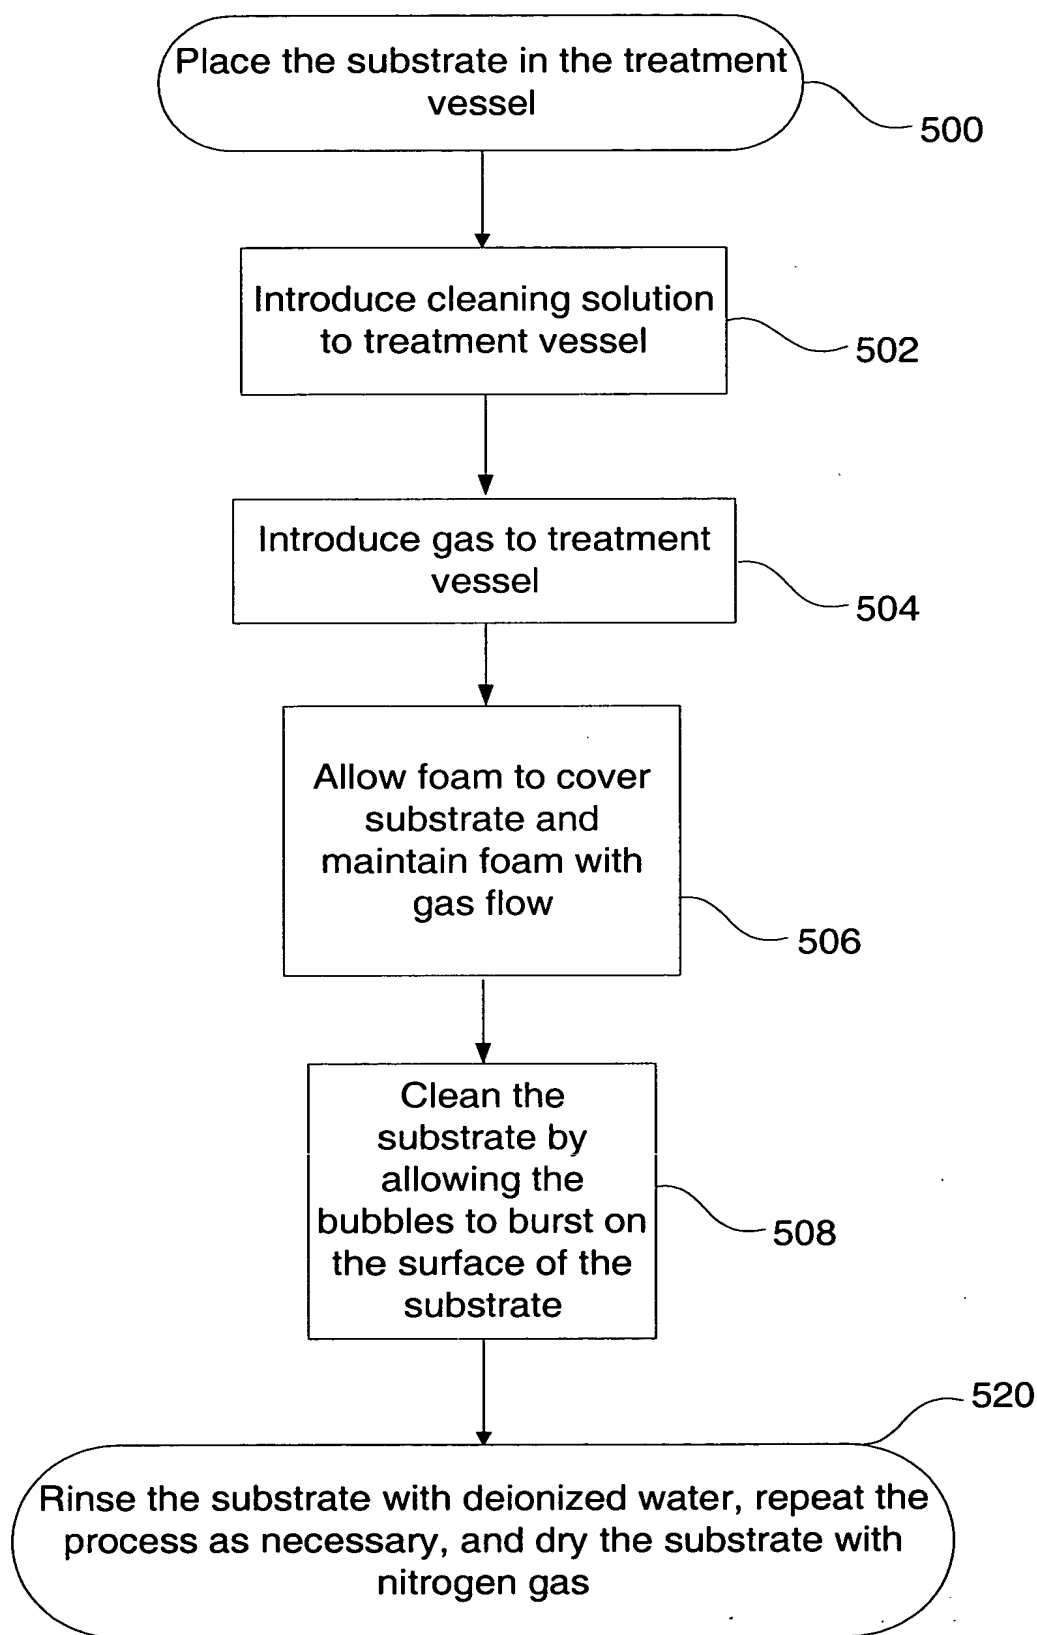 Place the substrate in the treatment
vessel
500
Introduce cleaning solution
to treatment vessel
502
Introduce gas to treatment
vessel
504
Allow foam to cover
substrate and
maintain foam with
gas flow
506
Clean the
substrate by
allowing the
bubbles to burst on
the surface of the
substrate
508
520
Rinse the substrate with deionized water, repeat the
process as necessary, and dry the substrate with
nitrogen gas